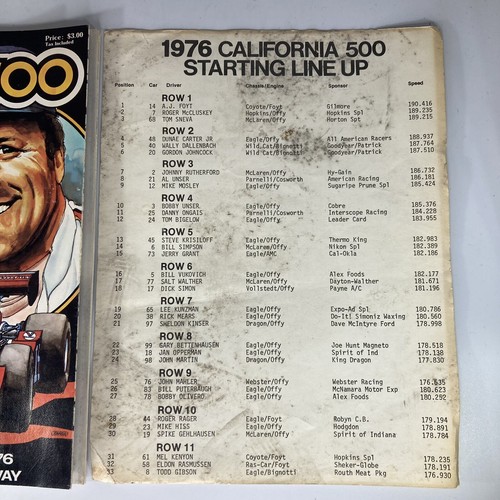 Price: $3.00
Tax Included
500
76
WAY
1976 CALIFORNIA 500
STARTING LINE UP
Position Car Driver Chassis/Engine Sponsor Speed
ROW 1
1 14 A.J. FOYT Coyote/Foyt Gilmore 190.416
2 7 ROGER McCLUSKEY Hopkins/Offy Hopkins Spl 189.235
3 68 TOM SNEVA McLaren/Offy Norton Spl 189.215
ROW 2
4 48 DUNAE CARTER JR Eagle/Offy All American Racers 188.937
5 40 WALLY DALLENBACH Wild Cat/Bignotti Goodyear/Patrick 187.764
6 20 GORDON JOHNCOCK Wild Cat/Bignotti Goodyear/Patrick 187.510
ROW 3
7 2 JOHNNY RUTHERFORD McLaren/Offy Hy-Gain 186.732
8 21 AL UNSER Parnelli/Cosworth American Racing 186.181
9 12 MIKE MOSLEY Eagle/Offy Sugaripe Prune Spl 185.424
ROW 4
10 3 BOBBY UNSER Eagle/Offy Cobre 185.376
11 25 DANNY ONGAIS Parnelli/Cosworth Interscope Racing 184.228
12 24 TOM BIGELOW Eagle/Offy Leader Card 183.955
ROW 5
13 45 STEVE KRISILOFF Eagle/Offy Thermo King 182.983
14 6 BILL SIMPSON McLaren/Offy Nikon Spl 182.389
15 73 JERRY GRANT Eagle/AMC Cal-Okla 182.186
ROW 6
16 5 BILL VUKOVICH Eagle/Offy Alex Foods 182.177
17 77 SALT WALTHER McLaren/Offy Dayton-Walther 181.671
18 17 DICK SIMON Vollstedt/Offy Payne A/C 181.196
ROW 7
19 65 LEE KUNZMAN Eagle/Offy Expo-Ad Spl 180.786
20 38 RICK MEARS Eagle/Offy Do-It! Simoniz Waxing 180.560
21 97 SHELDON KINSER Dragon/Offy Dave McIntire Ford 178.998
ROW 8
22 99 GARY BETTENHAUSEN Eagle/Offy Joe Hunt Magneto 178.518
23 18 JAN OPPERMAN Eagle/Offy Spirit of Ind 178.138
24 98 JOHN MARTIN Dragon/Offy King Dragon 177.830
ROW 9
25 76 JOHN MAHLER Webster/Offy Webster Racing 176.535
26 83 BILL PUTERBAUGH Eagle/Offy McNamara Motor Exp 180.623
27 78 BOBBY OLIVERO Eagle/Offy Alex Foods 180.292
ROW 10
28 44 ROGER RAGER Eagle/Foyt Robyn C.B. 179.194
29 23 MIKE HISS Eagle/Offy Hodgdon 178.891
30 19 SPIKE GEHLHAUSEN McLaren/Offy Spirit of Indiana 178.784
ROW 11
31 61 MEL KENYON Eagle/Foyt Hopkins Spl 178.235
32 58 ELDON RASMUSSEN Ras-Car/Foyt Sheker-Globe 178.191
33 8 TODD GIBSON Eagle/Offy Routh Meat Pkg 176.930